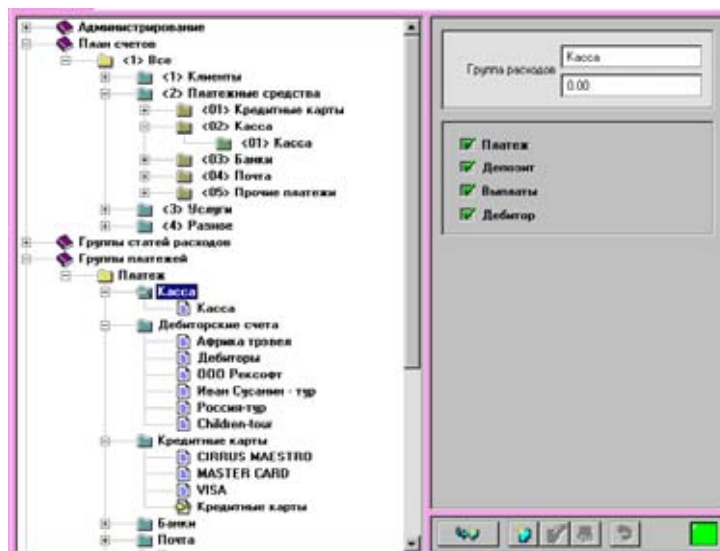 Администрирование
План счетов
<1> Все
<1> Клиенты
<2> Платежные средства
<01> Кредитные карты
<02> Касса
<01> Касса
<03> Банки
<04> Почта
<05> Прочие платежи
<3> Услуги
<4> Разное
Группы статей расходов
Группы платежей
Платеж
Касса
Касса
Дебиторские счета
Африка трэвел
Дебиторы
ООО Рексофт
Иван Сусанин - тур
Россия-тур
Children-tour
Кредитные карты
CIRRUS MAESTRO
MASTER CARD
VISA
Кредитные карты
Банки
Почта
Группа расходов
Касса
0.00
Платеж
Депозит
Выплаты
Дебитор